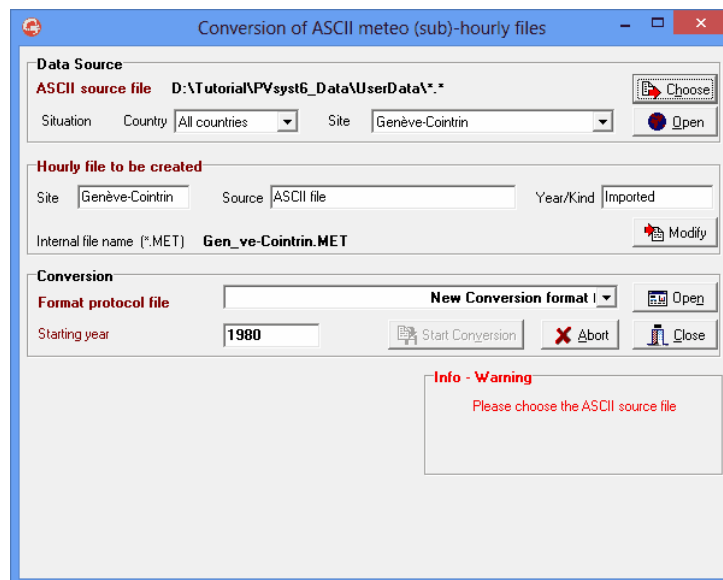 Conversion of ASCII meteo (sub)-hourly files
Data Source
ASCII source file D:\Tutorial\PVsyst6_Data\UserData\*.*
Choose
Situation Country All countries Site Genève-Cointrin
Open
Hourly file to be created
Site Genève-Cointrin Source ASCII file Year/Kind Imported
Internal file name (*.MET) Gen_ve-Cointrin.MET
Modify
Conversion
Format protocol file New Conversion format
Open
Starting year 1980 Start Conversion Abort Close
Info - Warning
Please choose the ASCII source file